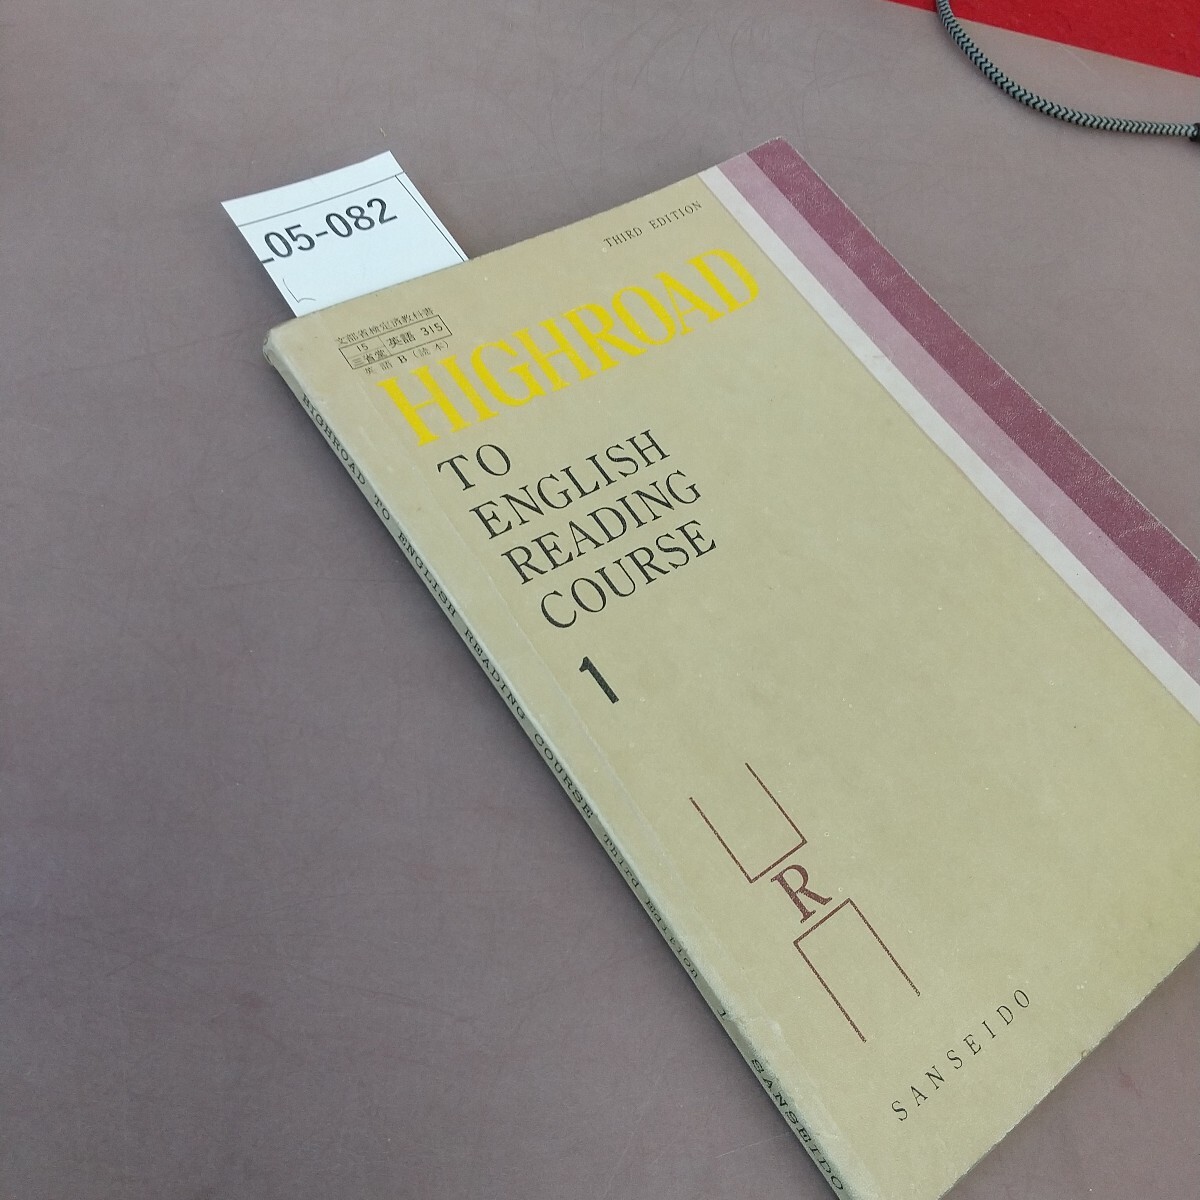 05-082
THIRD EDITION
文部省検定済教科書
15
三省堂
英語 315
英語 B (読本)
HIGHROAD
TO
ENGLISH
READING
COURSE
1
R
SANSEIDO
HIGHROAD TO ENGLISH READING COURSE Third Edition 1 SANSEIDO